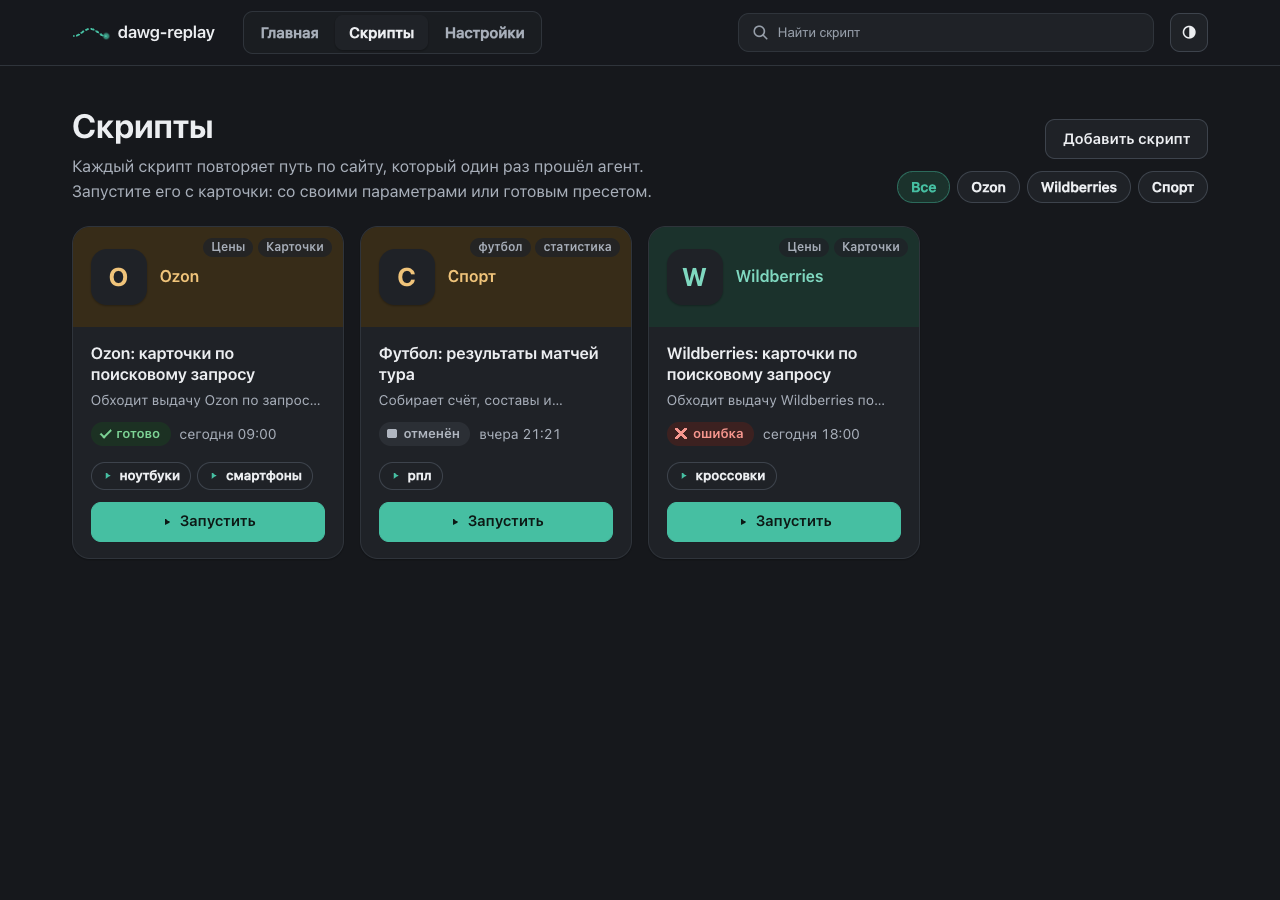 dawg-replay
Главная
Скрипты
Настройки
Найти скрипт
Скрипты
Каждый скрипт повторяет путь по сайту, который один раз прошёл агент.
Запустите его с карточки: со своими параметрами или готовым пресетом.
Добавить скрипт
Все
Ozon
Wildberries
Спорт
Цены
Карточки
O
Ozon
Ozon: карточки по
поисковому запросу
Обходит выдачу Ozon по запрос...
готово
сегодня 09:00
ноутбуки
смартфоны
Запустить
футбол
статистика
С
Спорт
Футбол: результаты матчей
тура
Собирает счёт, составы и...
отменён
вчера 21:21
рпл
Запустить
Цены
Карточки
W
Wildberries
Wildberries: карточки по
поисковому запросу
Обходит выдачу Wildberries по...
ошибка
сегодня 18:00
кроссовки
Запустить